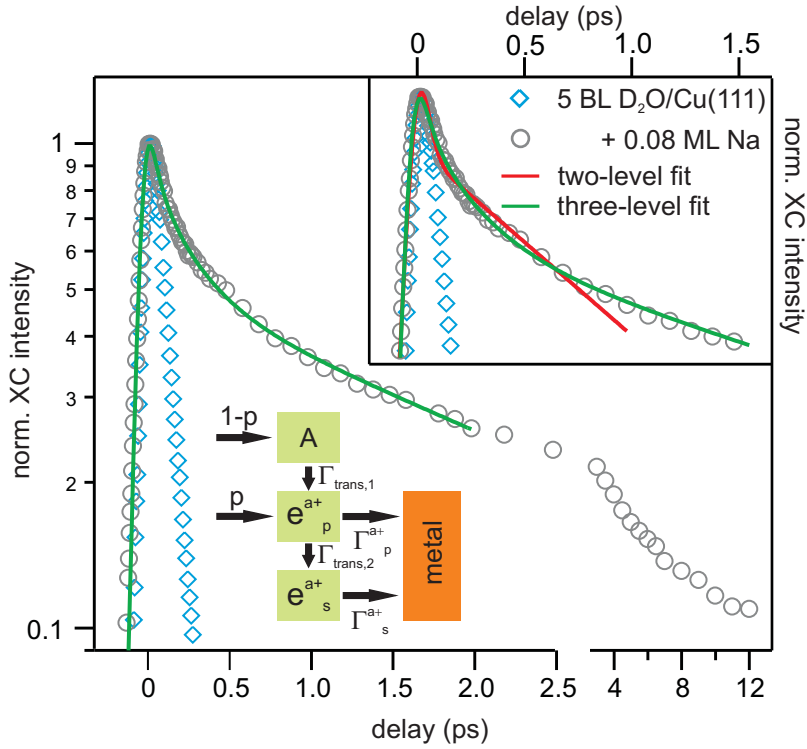 delay (ps)
0 0.5 1.0 1.5
5 BL D₂O/Cu(111)
+ 0.08 ML Na
two-level fit
three-level fit
norm. XC intensity
norm. XC intensity
1
9
8
7
6
5
4
3
2
0.1
1-p
A
Γtrans,1
p
eᵃ⁺p
Γᵃ⁺p
metal
Γtrans,2
eᵃ⁺s
Γᵃ⁺s
0 0.5 1.0 1.5 2.0 2.5 4 8 12
delay (ps)